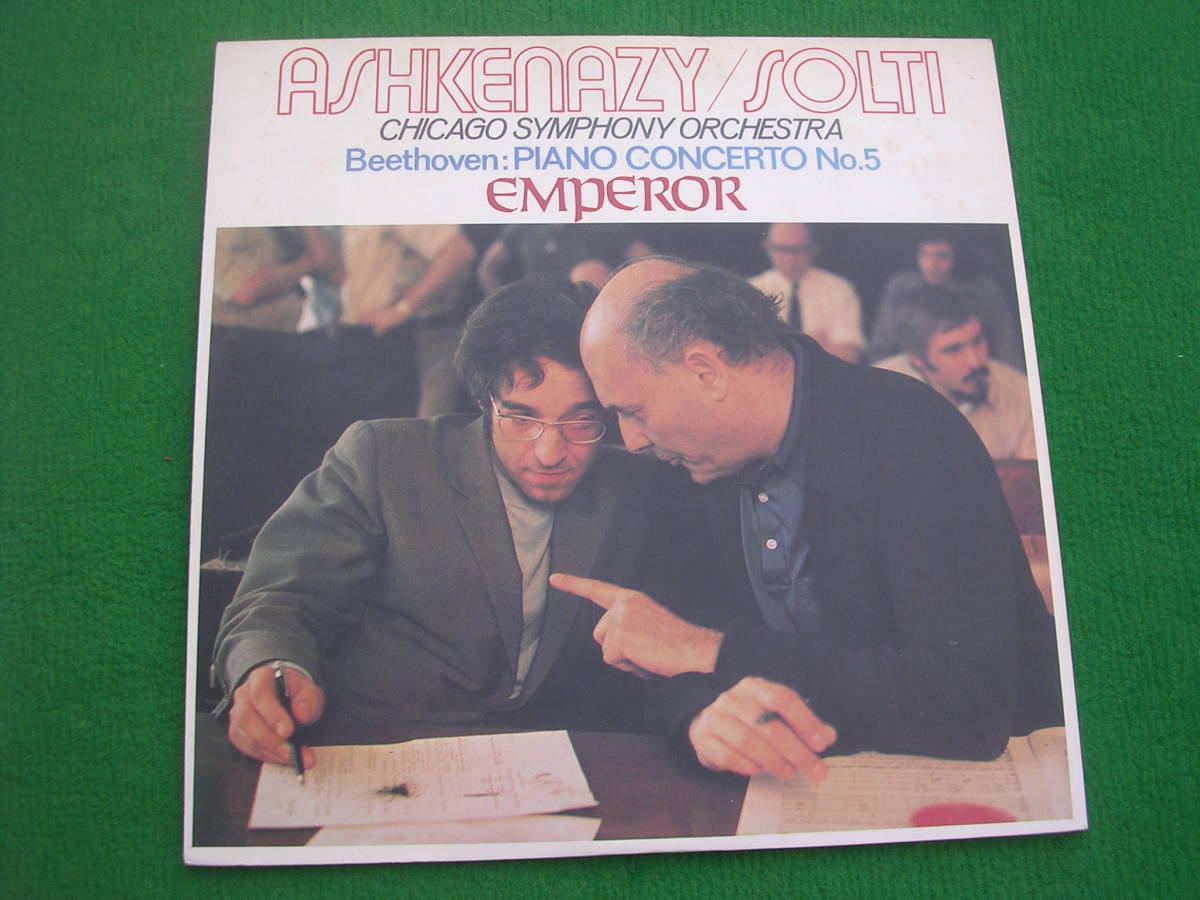 ASHKENAZY/SOLTI
CHICAGO SYMPHONY ORCHESTRA
Beethoven: PIANO CONCERTO No.5
EMPEROR